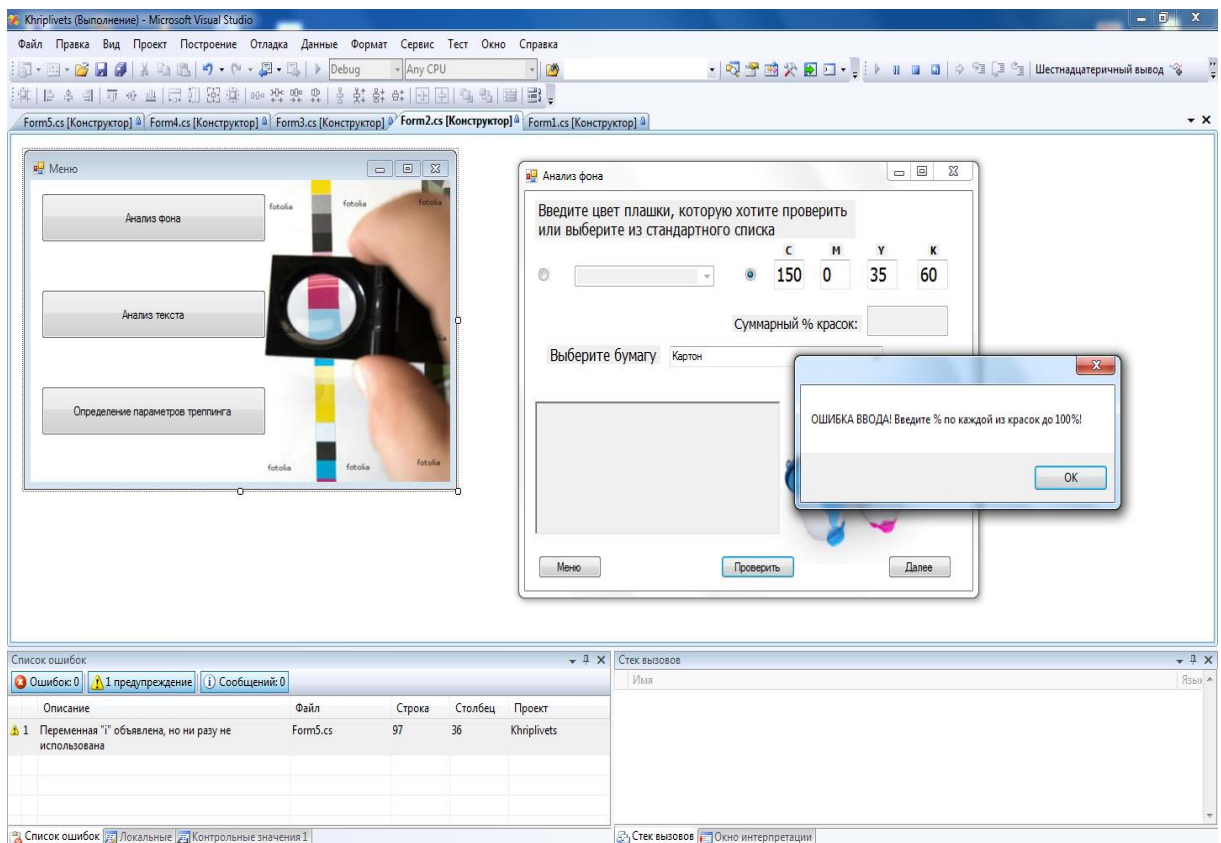 Khriplivets (Выполнение) - Microsoft Visual Studio
Файл Правка Вид Проект Построение Отладка Данные Формат Сервис Тест Окно Справка
Debug Any CPU Шестнадцатеричный вывод
Form5.cs [Конструктор] Form4.cs [Конструктор] Form3.cs [Конструктор] Form2.cs [Конструктор] Form1.cs [Конструктор]
Меню
Анализ фона
Анализ текста
Определение параметров треппинга
fotolia fotolia fotolia
fotolia fotolia fotolia
Анализ фона
Введите цвет плашки, которую хотите проверить
или выберите из стандартного списка
C M Y K
150 0 35 60
Суммарный % красок:
Выберите бумагу Картон
ОШИБКА ВВОДА! Введите % по каждой из красок до 100%!
OK
Меню Проверить Далее
Список ошибок
Ошибок: 0 1 предупреждение Сообщений: 0
Описание Файл Строка Столбец Проект
1 Переменная "i" объявлена, но ни разу не использована Form5.cs 97 36 Khriplivets
Список ошибок Локальные Контрольные значения 1
Стек вызовов
Имя
Стек вызовов Окно интерпретации